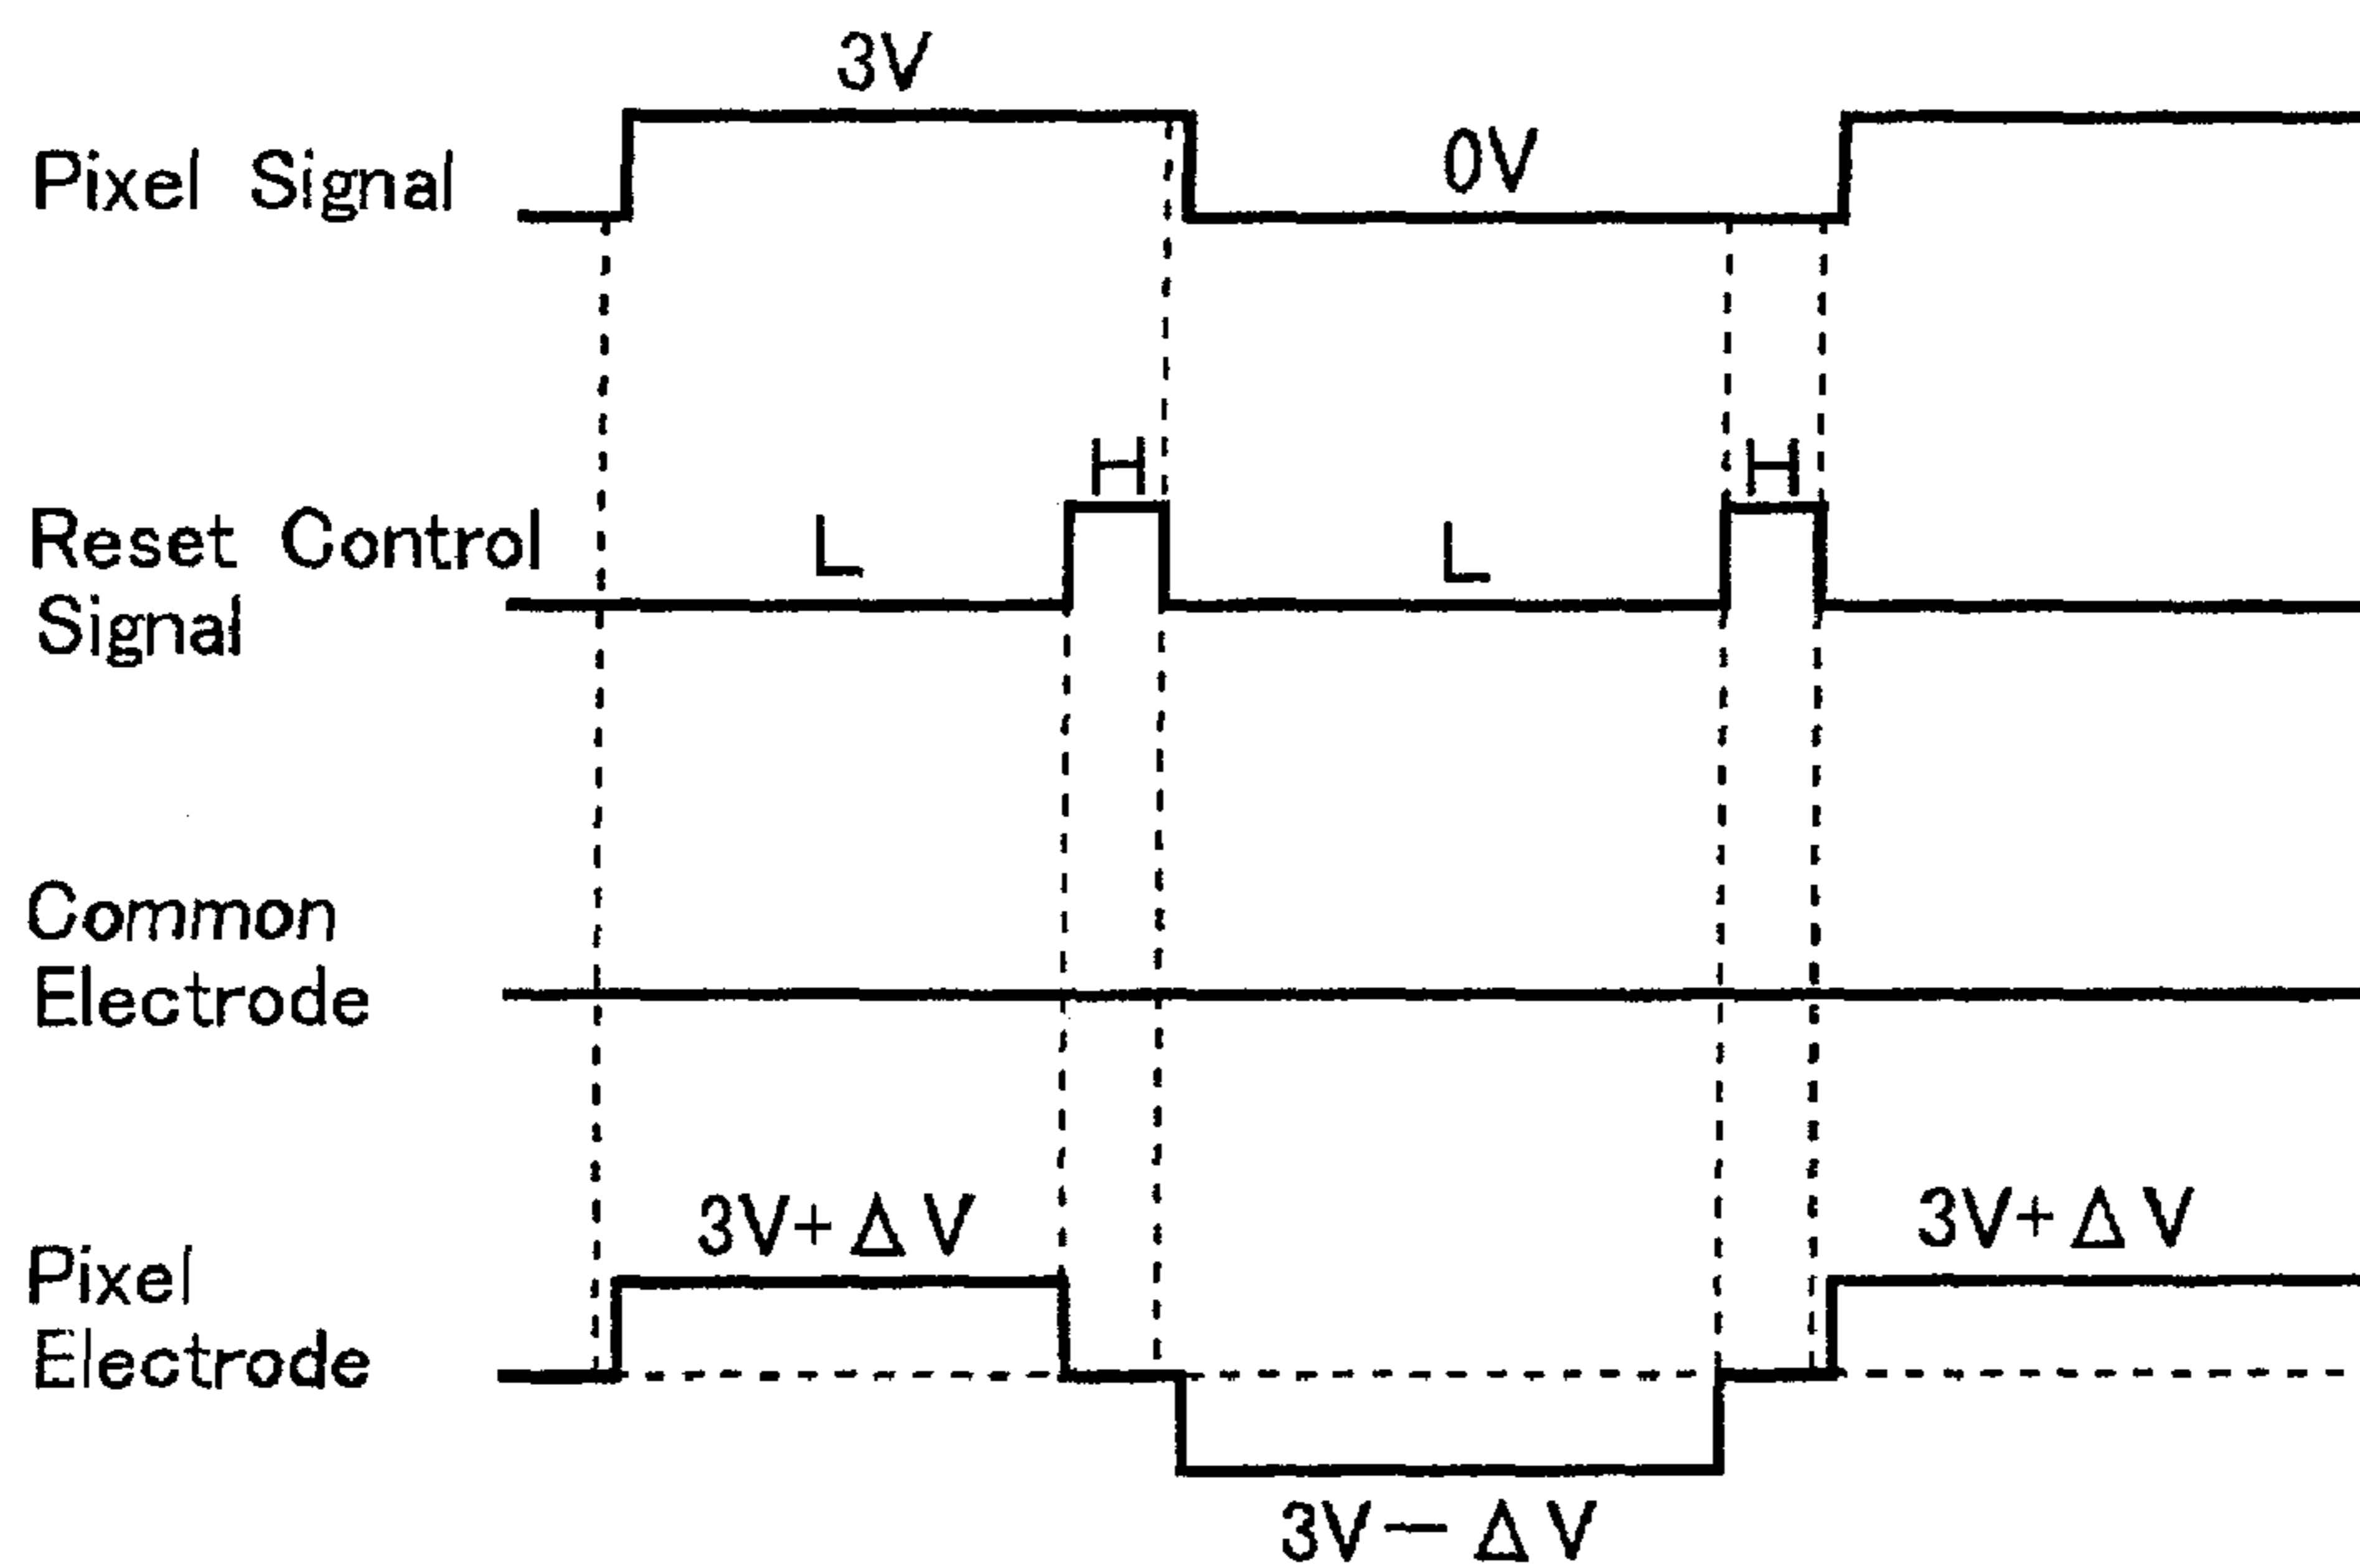 3V
Pixel Signal
0V
H
H
Reset Control
L
L
Signal
Common
Electrode
3V+ΔV
3V+ΔV
Pixel
Electrode
3V−ΔV